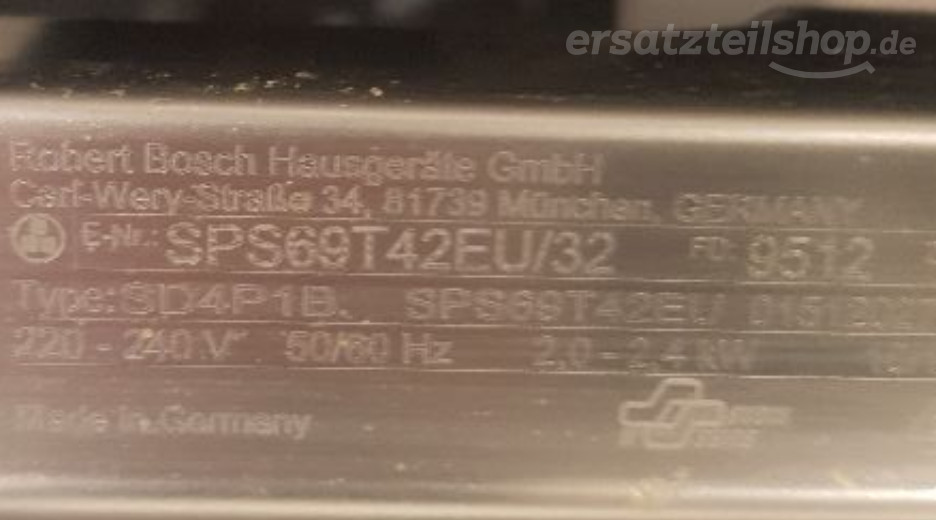 ersatzteilshop.de
Robert Bosch Hausgeräte GmbH
Carl-Wery-Straße 34, 81739 München, GERMANY
E-Nr.: SPS69T42EU/32 FD: 9512
Type: SD4P1B. SPS69T42EU
220 - 240 V 50/60 Hz 2,0 - 2,4 kW
Made in Germany